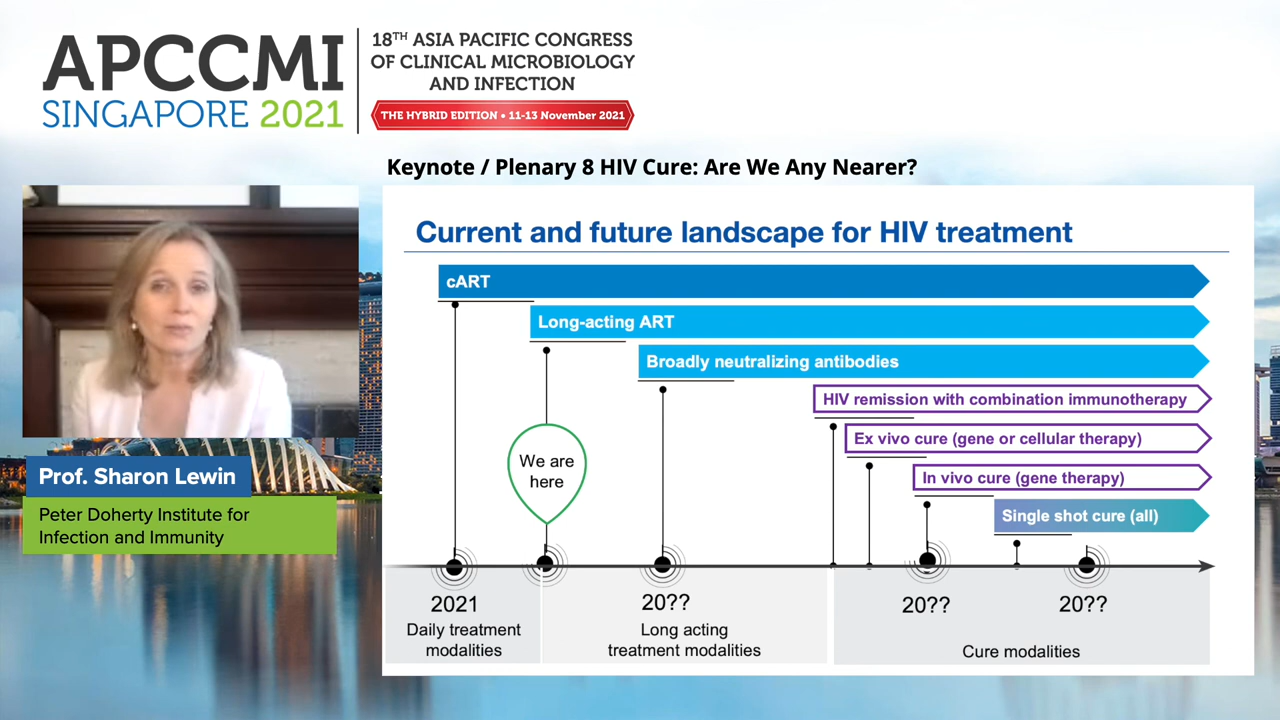 APCCMI
SINGAPORE 2021
18TH ASIA PACIFIC CONGRESS
OF CLINICAL MICROBIOLOGY
AND INFECTION
THE HYBRID EDITION • 11-13 November 2021
Keynote / Plenary 8 HIV Cure: Are We Any Nearer?
Prof. Sharon Lewin
Peter Doherty Institute for
Infection and Immunity
Current and future landscape for HIV treatment
cART
Long-acting ART
Broadly neutralizing antibodies
HIV remission with combination immunotherapy
Ex vivo cure (gene or cellular therapy)
In vivo cure (gene therapy)
Single shot cure (all)
We are
here
2021
20??
20??
20??
Daily treatment
modalities
Long acting
treatment modalities
Cure modalities